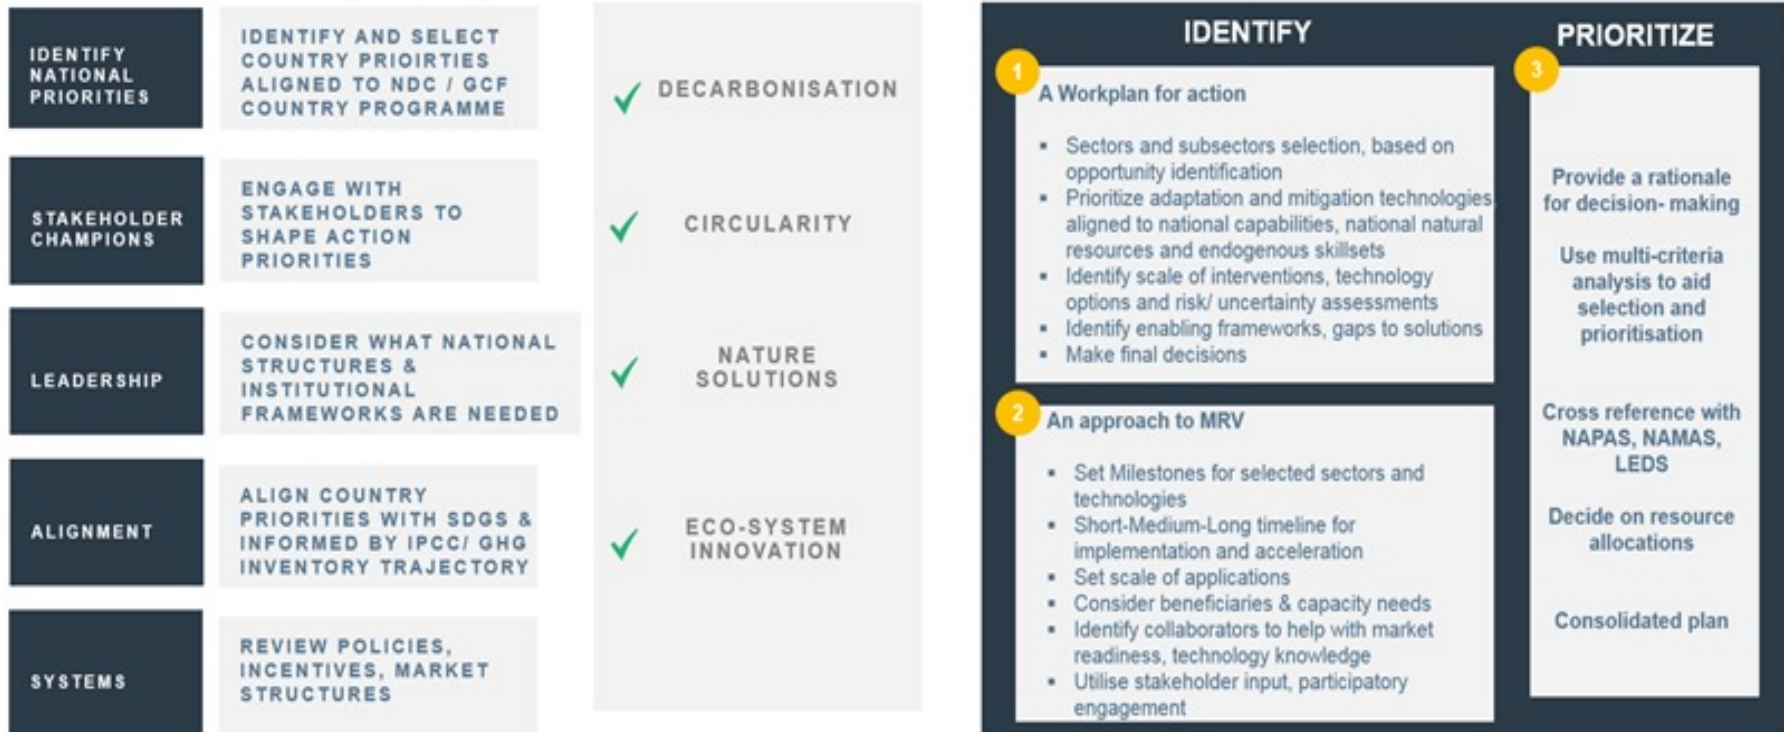 IDENTIFY
NATIONAL
PRIORITIES
IDENTIFY AND SELECT
COUNTRY PRIOIRTIES
ALIGNED TO NDC / GCF
COUNTRY PROGRAMME
STAKEHOLDER
CHAMPIONS
ENGAGE WITH
STAKEHOLDERS TO
SHAPE ACTION
PRIORITIES
LEADERSHIP
CONSIDER WHAT NATIONAL
STRUCTURES &
INSTITUTIONAL
FRAMEWORKS ARE NEEDED
ALIGNMENT
ALIGN COUNTRY
PRIORITIES WITH SDGS &
INFORMED BY IPCC/ GHG
INVENTORY TRAJECTORY
SYSTEMS
REVIEW POLICIES,
INCENTIVES, MARKET
STRUCTURES
DECARBONISATION
CIRCULARITY
NATURE
SOLUTIONS
ECO-SYSTEM
INNOVATION
IDENTIFY
1
A Workplan for action
▪ Sectors and subsectors selection, based on
opportunity identification
▪ Prioritize adaptation and mitigation technologies
aligned to national capabilities, national natural
resources and endogenous skillsets
▪ Identify scale of interventions, technology
options and risk/ uncertainty assessments
▪ Identify enabling frameworks, gaps to solutions
▪ Make final decisions
2
An approach to MRV
▪ Set Milestones for selected sectors and
technologies
▪ Short-Medium-Long timeline for
implementation and acceleration
▪ Set scale of applications
▪ Consider beneficiaries & capacity needs
▪ Identify collaborators to help with market
readiness, technology knowledge
▪ Utilise stakeholder input, participatory
engagement
PRIORITIZE
3
Provide a rationale
for decision- making
Use multi-criteria
analysis to aid
selection and
prioritisation
Cross reference with
NAPAS, NAMAS,
LEDS
Decide on resource
allocations
Consolidated plan